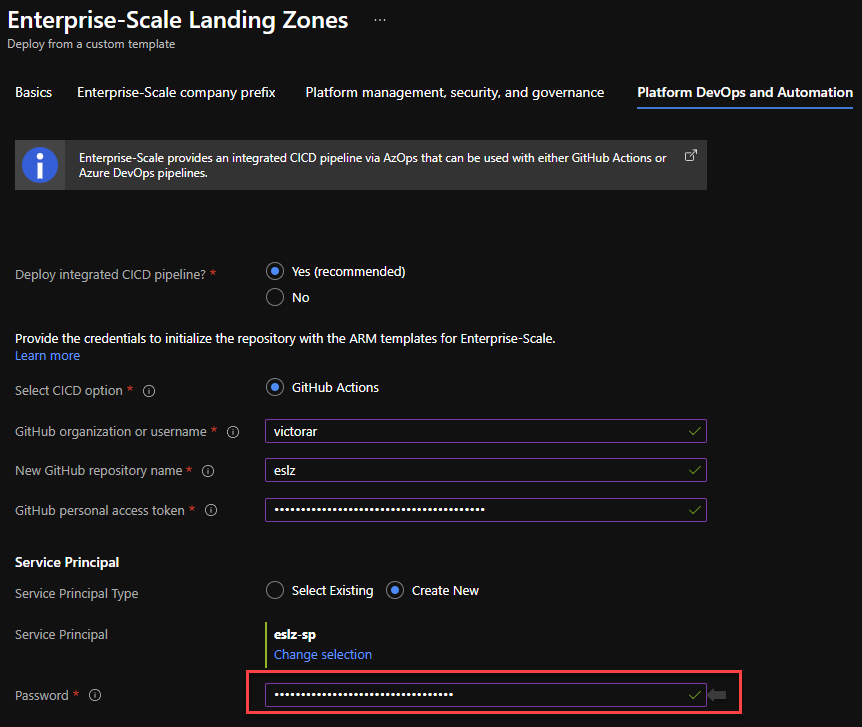 Enterprise-Scale Landing Zones ...
Deploy from a custom template
Basics Enterprise-Scale company prefix Platform management, security, and governance Platform DevOps and Automation
Enterprise-Scale provides an integrated CICD pipeline via AzOps that can be used with either GitHub Actions or
Azure DevOps pipelines.
Deploy integrated CICD pipeline? * Yes (recommended)
No
Provide the credentials to initialize the repository with the ARM templates for Enterprise-Scale.
Learn more
Select CICD option * GitHub Actions
GitHub organization or username * victorar
New GitHub repository name * eslz
GitHub personal access token * ••••••••••••••••••••••••••••••••••••••••
Service Principal
Service Principal Type Select Existing Create New
Service Principal eslz-sp
Change selection
Password * ••••••••••••••••••••••••••••••••••